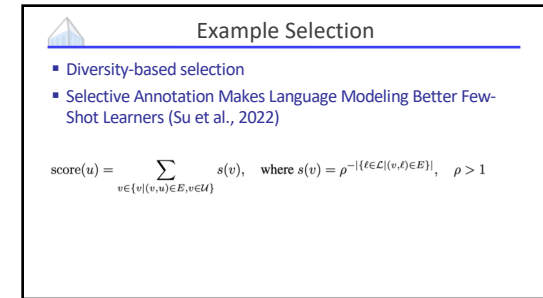 Example Selection
▪ Diversity-based selection
▪ Selective Annotation Makes Language Modeling Better Few-
Shot Learners (Su et al., 2022)
score(u) = ∑_{v∈{v|(v,u)∈E,v∈𝒰}} s(v), where s(v) = ρ^{−|{ℓ∈ℒ|(v,ℓ)∈E}|}, ρ > 1